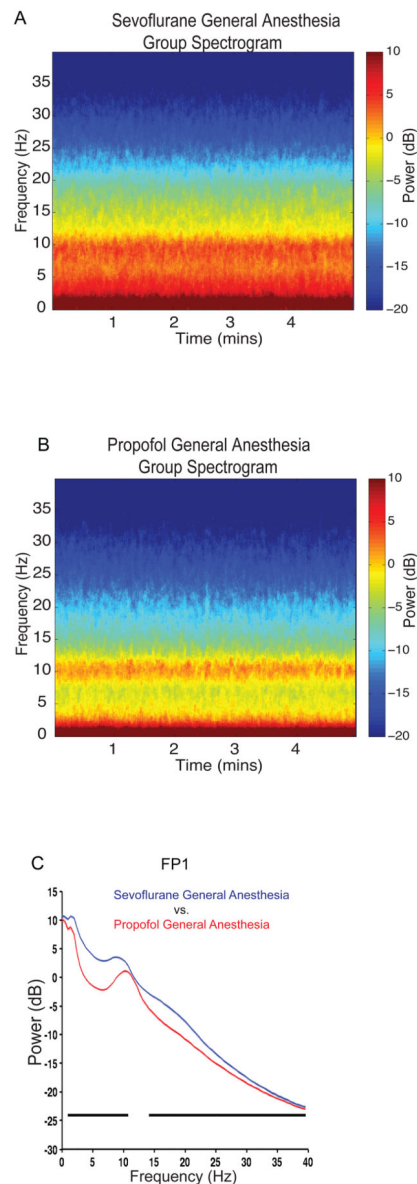 A
Sevoflurane General Anesthesia
Group Spectrogram
Frequency (Hz)
35
30
25
20
15
10
5
0
1 2 3 4
Time (mins)
10
5
0
−5
−10
−15
−20
Power (dB)
B
Propofol General Anesthesia
Group Spectrogram
Frequency (Hz)
35
30
25
20
15
10
5
0
1 2 3 4
Time (mins)
10
5
0
−5
−10
−15
−20
Power (dB)
C
FP1
Sevoflurane General Anesthesia
vs.
Propofol General Anesthesia
Power (dB)
15
10
5
0
-5
-10
-15
-20
-25
-30
0 5 10 15 20 25 30 35 40
Frequency (Hz)